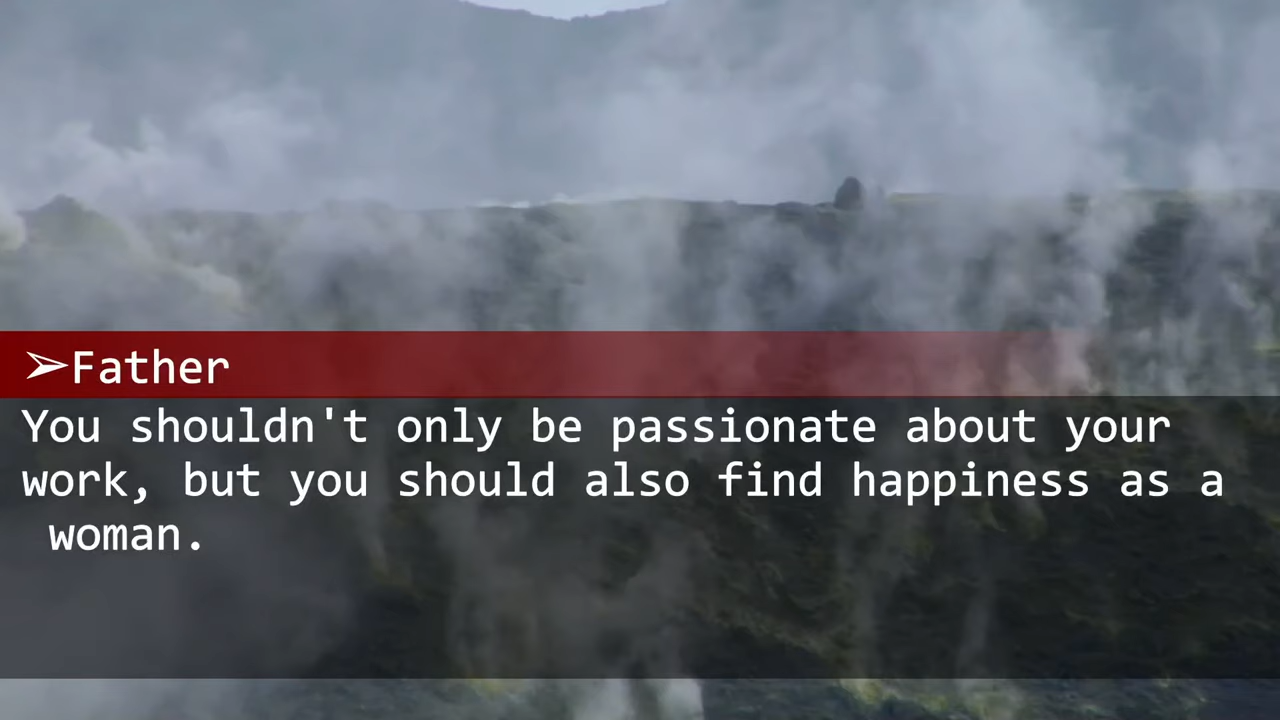 ➢Father
You shouldn't only be passionate about your
work, but you should also find happiness as a
woman.